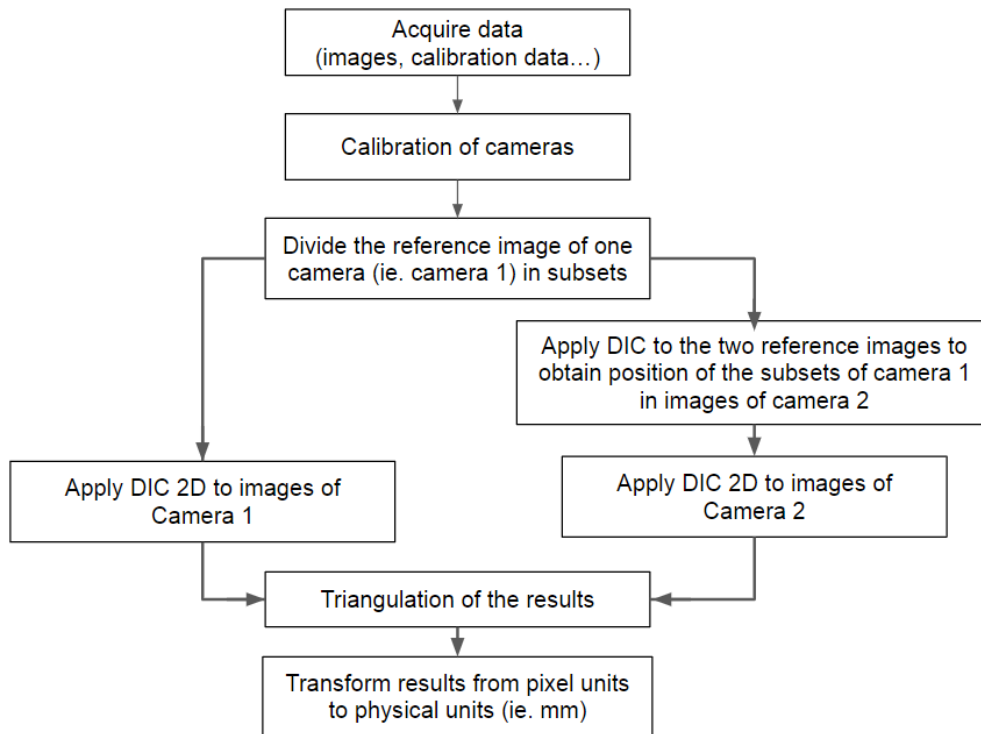 Acquire data
(images, calibration data…)
Calibration of cameras
Divide the reference image of one
camera (ie. camera 1) in subsets
Apply DIC to the two reference images to
obtain position of the subsets of camera 1
in images of camera 2
Apply DIC 2D to images of
Camera 1
Apply DIC 2D to images of
Camera 2
Triangulation of the results
Transform results from pixel units
to physical units (ie. mm)